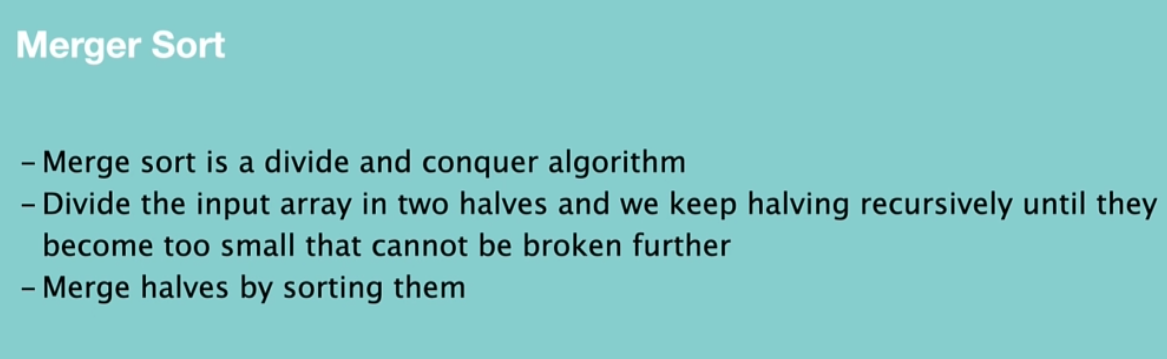 Merger Sort
– Merge sort is a divide and conquer algorithm
– Divide the input array in two halves and we keep halving recursively until they
become too small that cannot be broken further
– Merge halves by sorting them